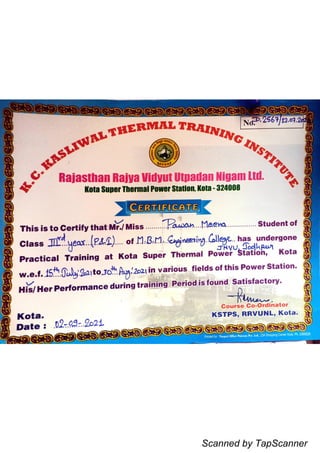 No.D.2567/12.07.2021
K. C. KASLIWAL THERMAL TRAINING INSTITUTE
Rajasthan Rajya Vidyut Utpadan Nigam Ltd.
Kota Super Thermal Power Station, Kota - 324008
CERTIFICATE
This is to Certify that Mr./ Miss ........ Pawan Meena ........ Student of
Class IIIrd year (P&I) of M.B.M. Engineering College has undergone
JNVU, Jodhpur
Practical Training at Kota Super Thermal Power Station, Kota
w.e.f. 15th July 2021 to 30th Aug. 2021 in various fields of this Power Station.
His/ Her Performance during training Period is found Satisfactory.
Course Co-Ordinator
KSTPS, RRVUNL, Kota.
Kota.
Date : 02-09-2021
Scanned by TapScanner